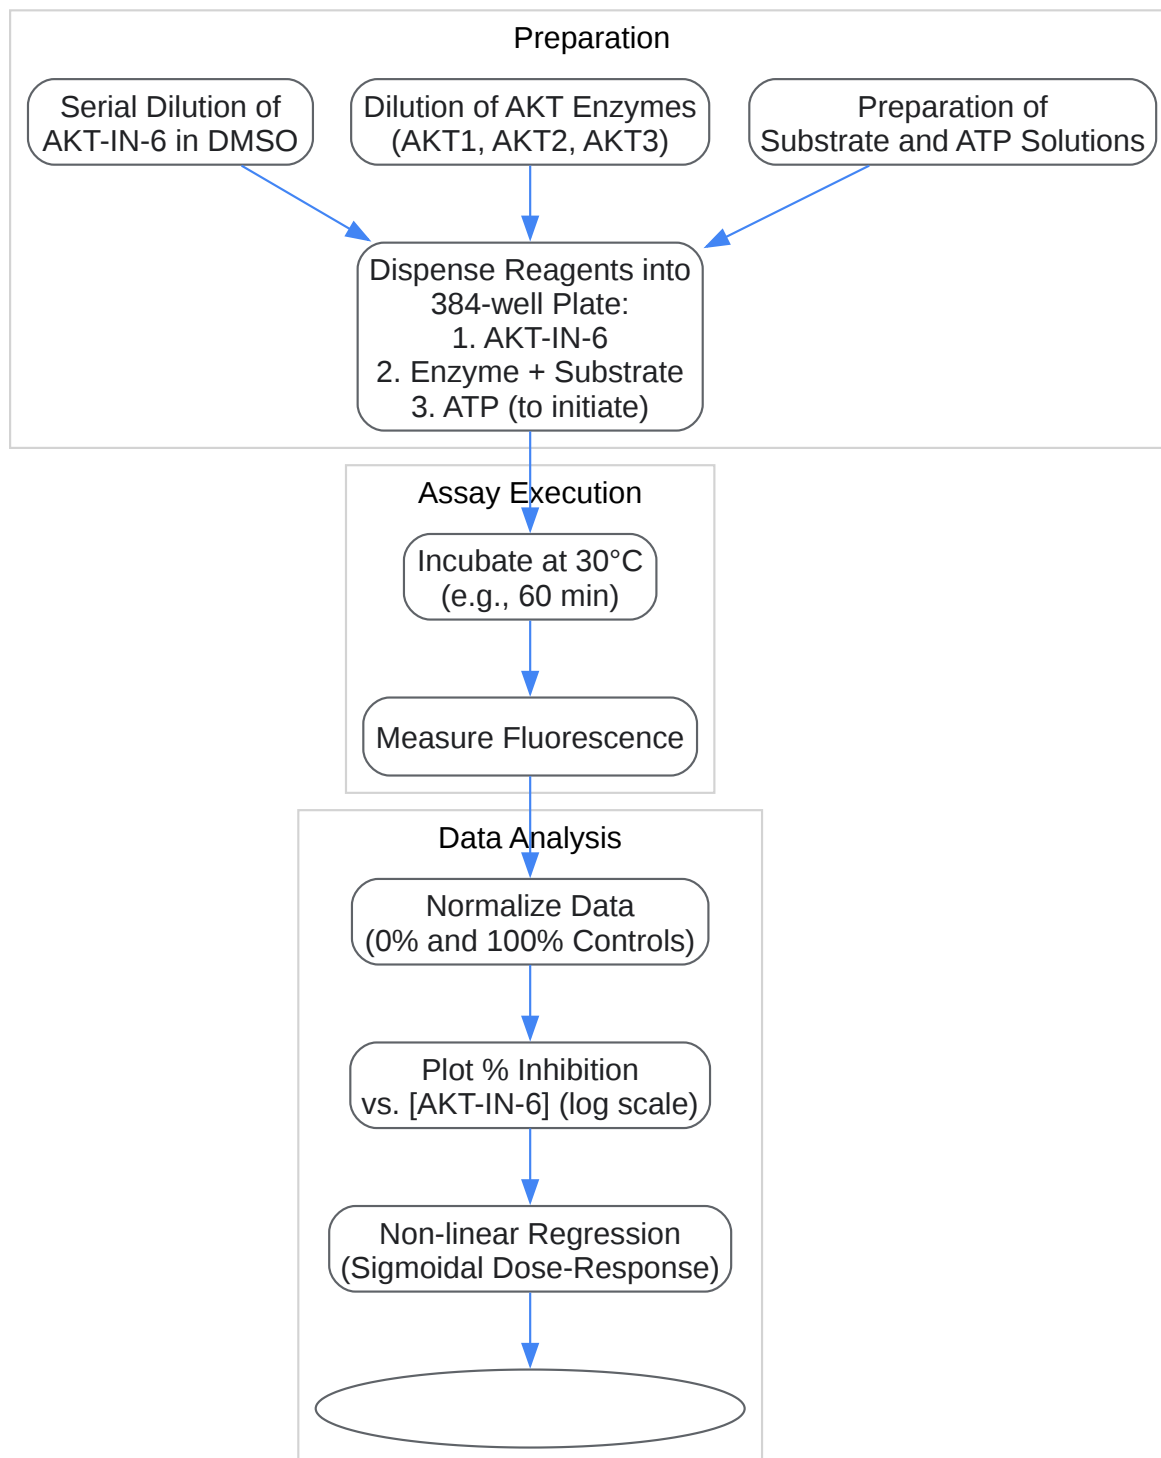 Preparation
Serial Dilution of
AKT-IN-6 in DMSO
Dilution of AKT Enzymes
(AKT1, AKT2, AKT3)
Preparation of
Substrate and ATP Solutions
Dispense Reagents into
384-well Plate:
1. AKT-IN-6
2. Enzyme + Substrate
3. ATP (to initiate)
Assay Execution
Incubate at 30°C
(e.g., 60 min)
Measure Fluorescence
Data Analysis
Normalize Data
(0% and 100% Controls)
Plot % Inhibition
vs. [AKT-IN-6] (log scale)
Non-linear Regression
(Sigmoidal Dose-Response)